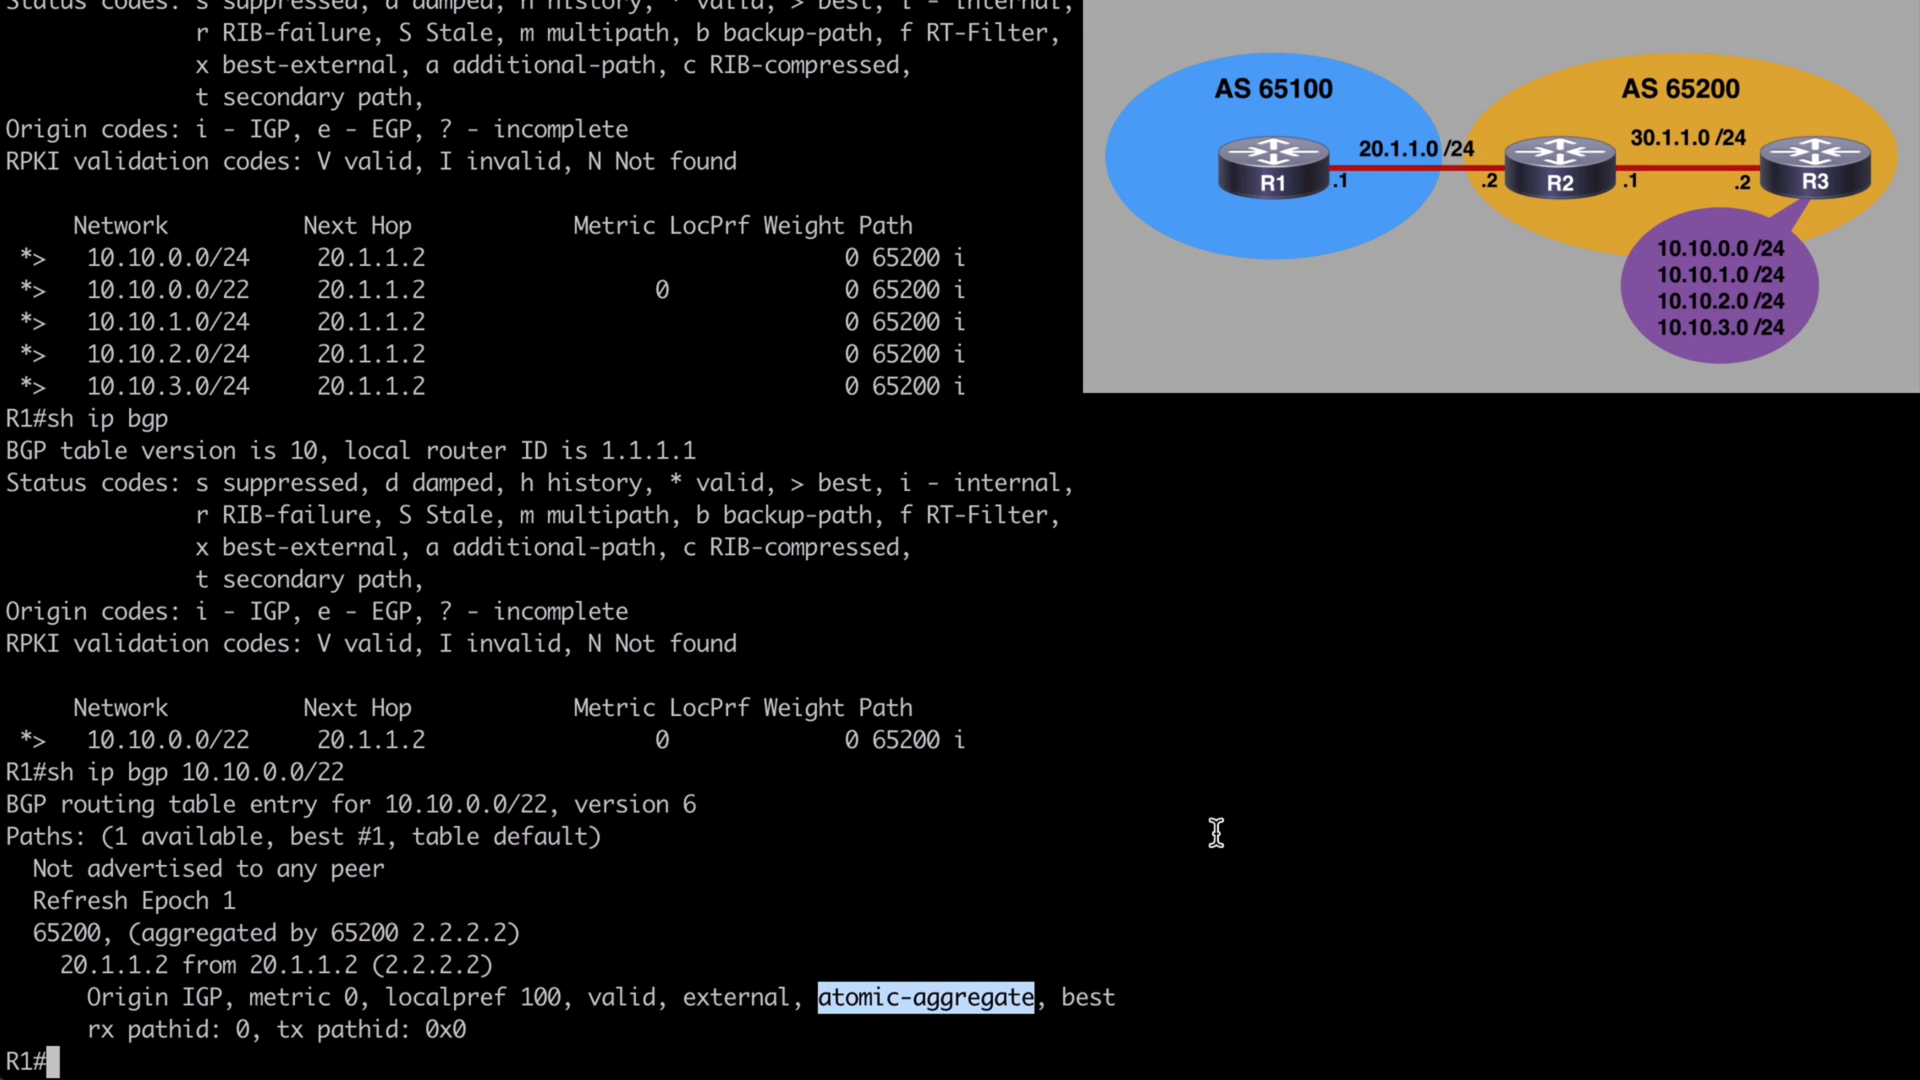 Status codes: s suppressed, d damped, h history, * valid, > best, i - internal,
              r RIB-failure, S Stale, m multipath, b backup-path, f RT-Filter,
              x best-external, a additional-path, c RIB-compressed,
              t secondary path,
Origin codes: i - IGP, e - EGP, ? - incomplete
RPKI validation codes: V valid, I invalid, N Not found

     Network          Next Hop            Metric LocPrf Weight Path
 *>   10.10.0.0/24     20.1.1.2                               0 65200 i
 *>   10.10.0.0/22     20.1.1.2                 0             0 65200 i
 *>   10.10.1.0/24     20.1.1.2                               0 65200 i
 *>   10.10.2.0/24     20.1.1.2                               0 65200 i
 *>   10.10.3.0/24     20.1.1.2                               0 65200 i
R1#sh ip bgp
BGP table version is 10, local router ID is 1.1.1.1
Status codes: s suppressed, d damped, h history, * valid, > best, i - internal,
              r RIB-failure, S Stale, m multipath, b backup-path, f RT-Filter,
              x best-external, a additional-path, c RIB-compressed,
              t secondary path,
Origin codes: i - IGP, e - EGP, ? - incomplete
RPKI validation codes: V valid, I invalid, N Not found

     Network          Next Hop            Metric LocPrf Weight Path
 *>   10.10.0.0/22     20.1.1.2                 0             0 65200 i
R1#sh ip bgp 10.10.0.0/22
BGP routing table entry for 10.10.0.0/22, version 6
Paths: (1 available, best #1, table default)
  Not advertised to any peer
  Refresh Epoch 1
  65200, (aggregated by 65200 2.2.2.2)
    20.1.1.2 from 20.1.1.2 (2.2.2.2)
      Origin IGP, metric 0, localpref 100, valid, external, atomic-aggregate, best
      rx pathid: 0, tx pathid: 0x0
R1#
AS 65100
AS 65200
20.1.1.0 /24
30.1.1.0 /24
R1
.1
.2
R2
.1
.2
R3
10.10.0.0 /24
10.10.1.0 /24
10.10.2.0 /24
10.10.3.0 /24